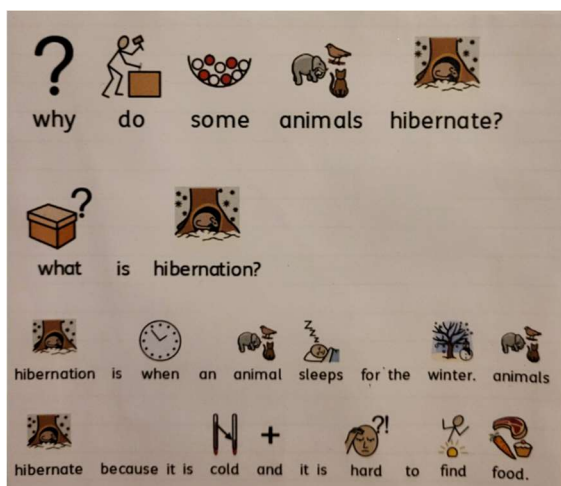 why do some animals hibernate?
what is hibernation?
hibernation is when an animal sleeps for the winter. animals
hibernate because it is cold and it is hard to find food.